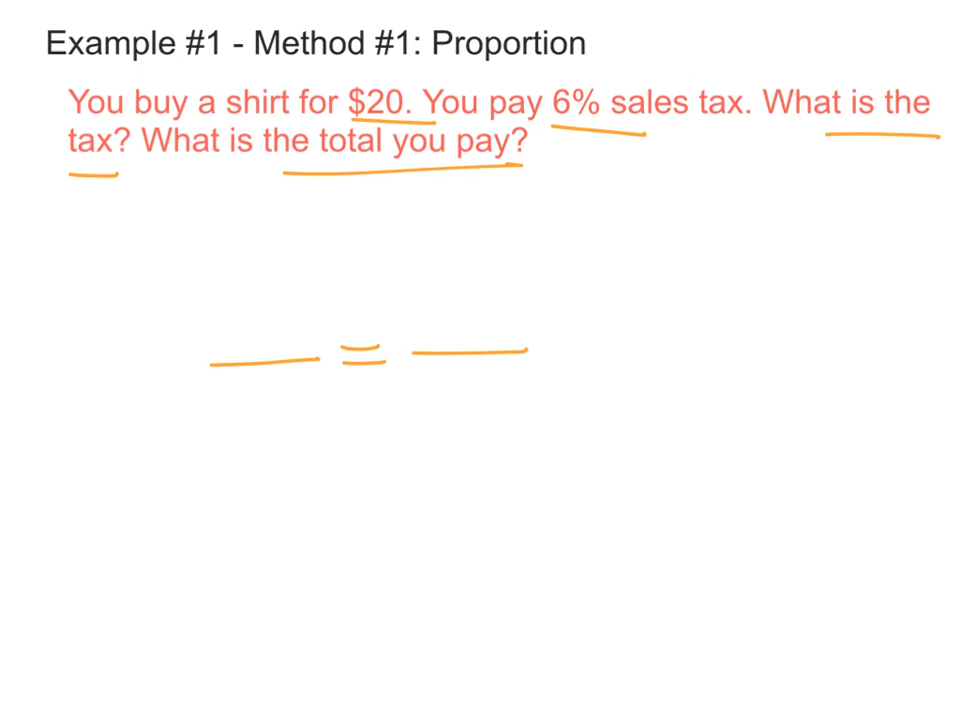 Example #1 - Method #1: Proportion
You buy a shirt for $20. You pay 6% sales tax. What is the
tax? What is the total you pay?
=